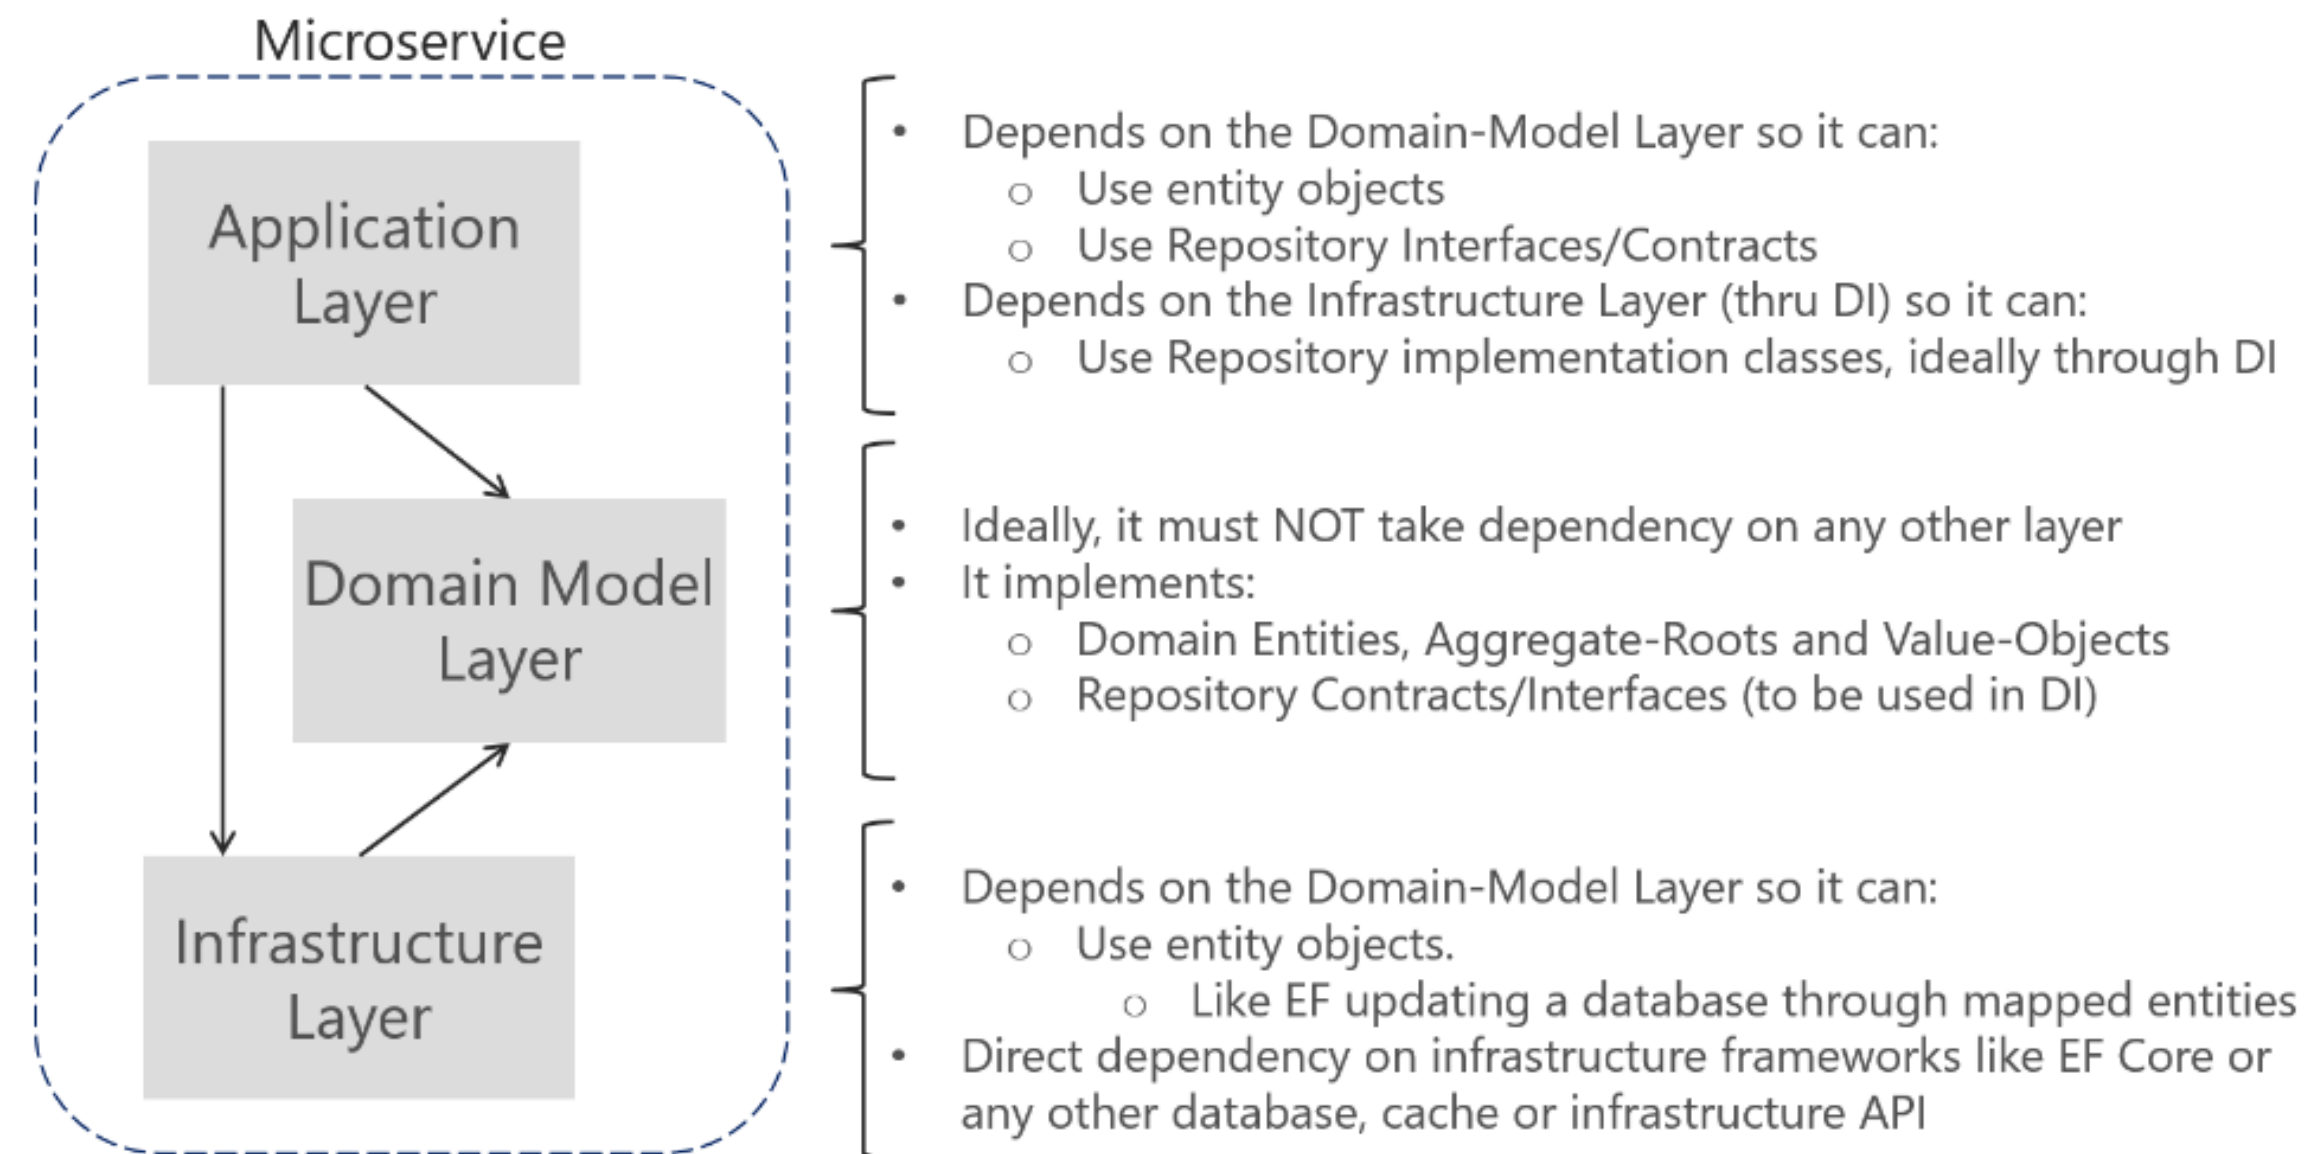 Microservice
Application
Layer
Domain Model
Layer
Infrastructure
Layer
• Depends on the Domain-Model Layer so it can:
o Use entity objects
o Use Repository Interfaces/Contracts
• Depends on the Infrastructure Layer (thru DI) so it can:
o Use Repository implementation classes, ideally through DI
• Ideally, it must NOT take dependency on any other layer
• It implements:
o Domain Entities, Aggregate-Roots and Value-Objects
o Repository Contracts/Interfaces (to be used in DI)
• Depends on the Domain-Model Layer so it can:
o Use entity objects.
o Like EF updating a database through mapped entities
• Direct dependency on infrastructure frameworks like EF Core or
any other database, cache or infrastructure API